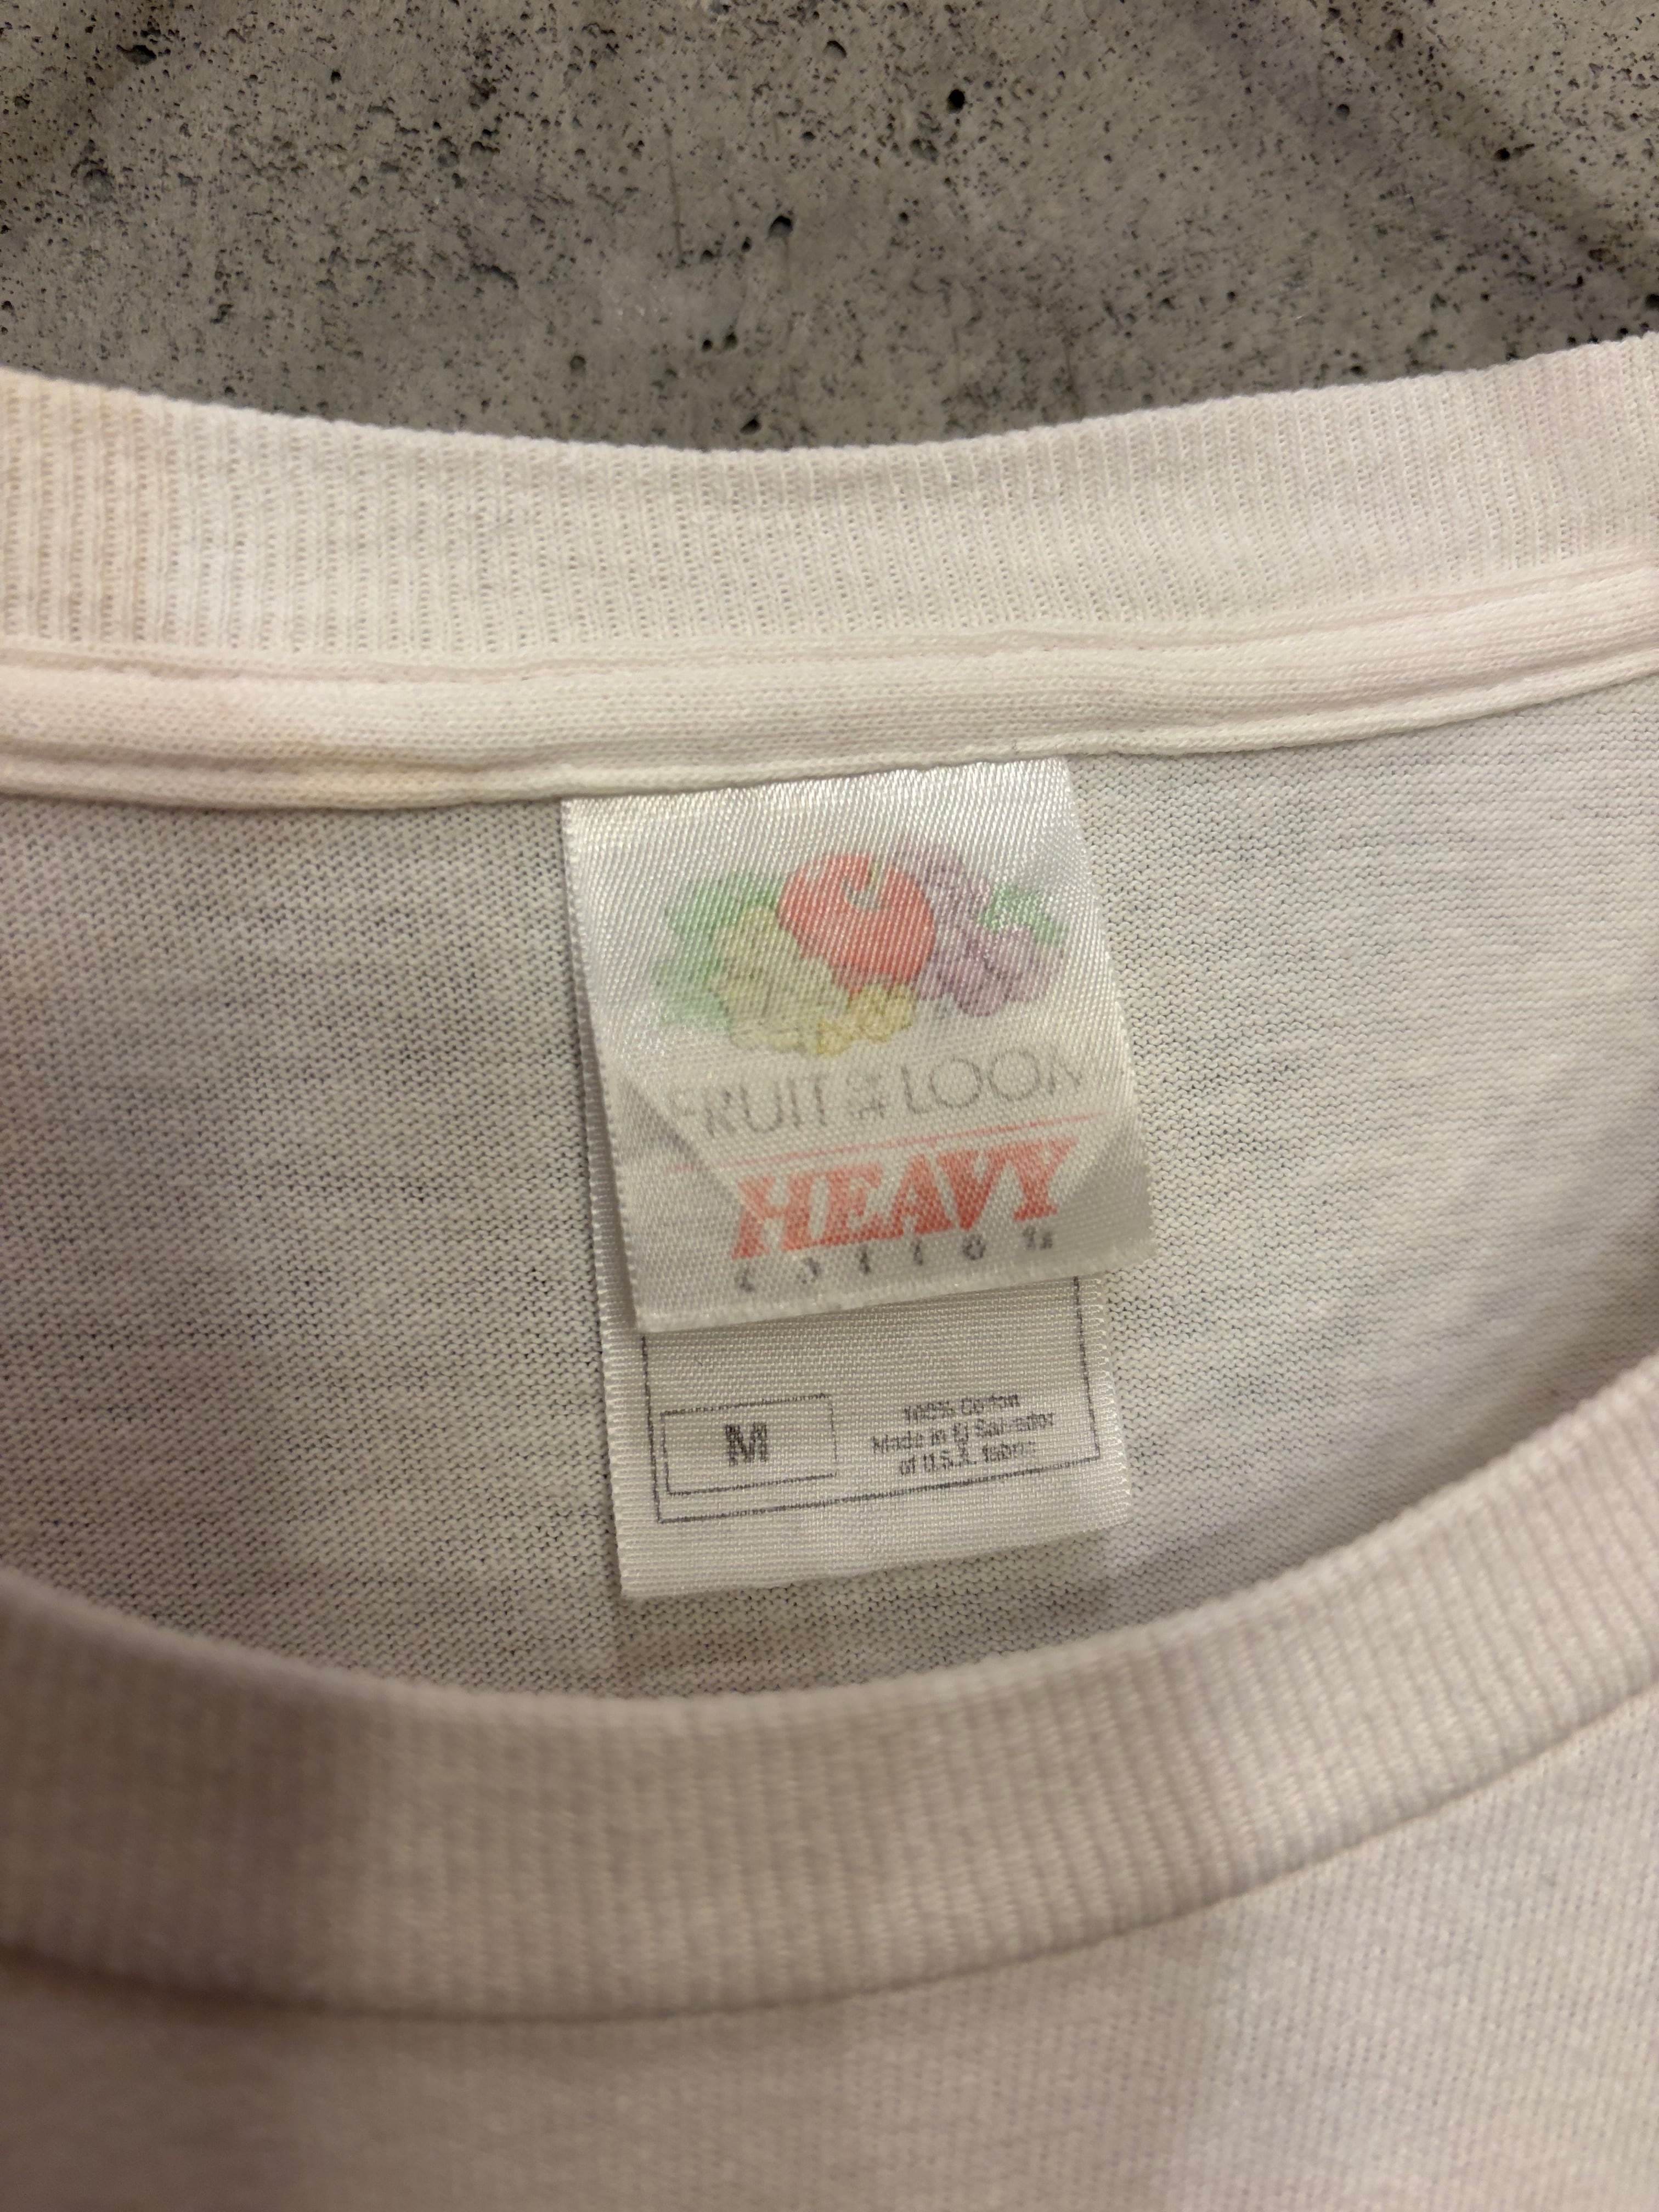 FRUIT OF THE LOOM
HEAVY
cotton
M
100% Cotton
Made in El Salvador
of U.S.A. fabric